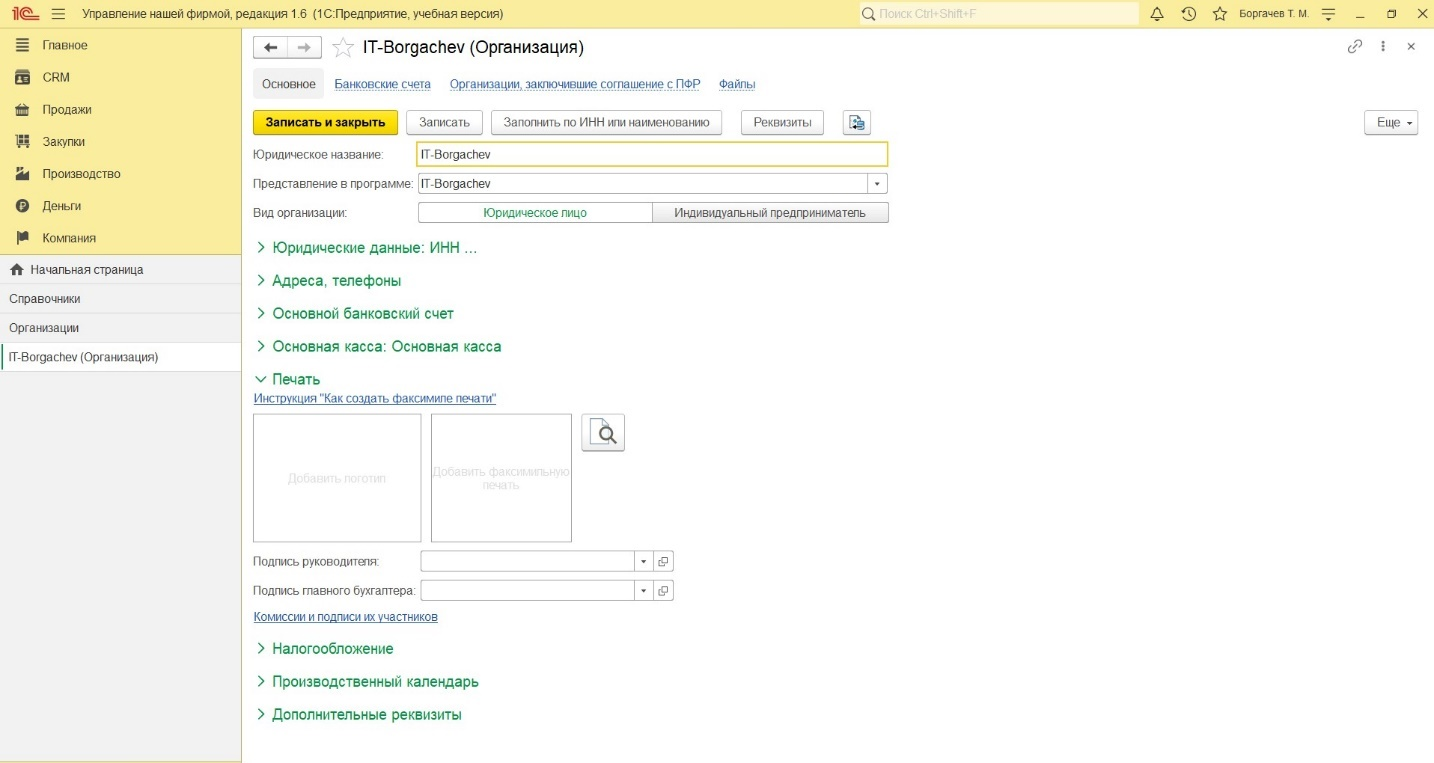 1С Управление нашей фирмой, редакция 1.6 (1С:Предприятие, учебная версия) Поиск Ctrl+Shift+F Боргачев Т. М.
Главное
CRM
Продажи
Закупки
Производство
Деньги
Компания
Начальная страница
Справочники
Организации
IT-Borgachev (Организация)
IT-Borgachev (Организация)
Основное Банковские счета Организации, заключившие соглашение с ПФР Файлы
Записать и закрыть Записать Заполнить по ИНН или наименованию Реквизиты Еще
Юридическое название: IT-Borgachev
Представление в программе: IT-Borgachev
Вид организации: Юридическое лицо Индивидуальный предприниматель
Юридические данные: ИНН ...
Адреса, телефоны
Основной банковский счет
Основная касса: Основная касса
Печать
Инструкция "Как создать факсимиле печати"
Добавить логотип
Добавить факсимильную
печать
Подпись руководителя:
Подпись главного бухгалтера:
Комиссии и подписи их участников
Налогообложение
Производственный календарь
Дополнительные реквизиты